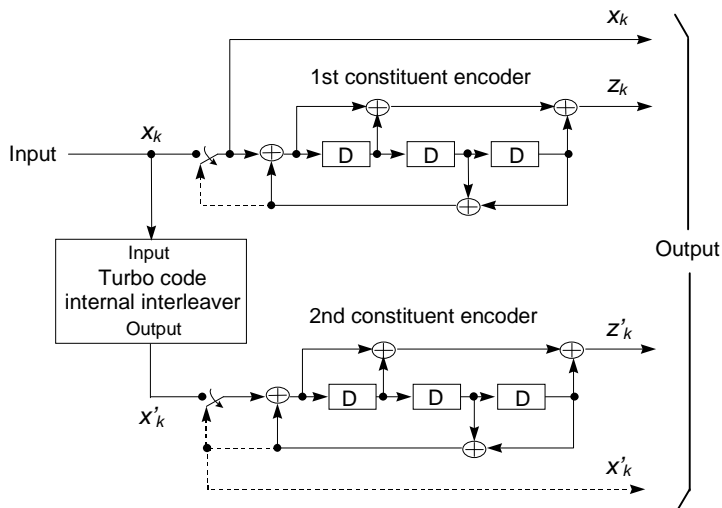 x_k
1st constituent encoder
z_k
x_k
Input
D D D
Input
Turbo code
internal interleaver
Output
Output
2nd constituent encoder
z'_k
D D D
x'_k
x'_k